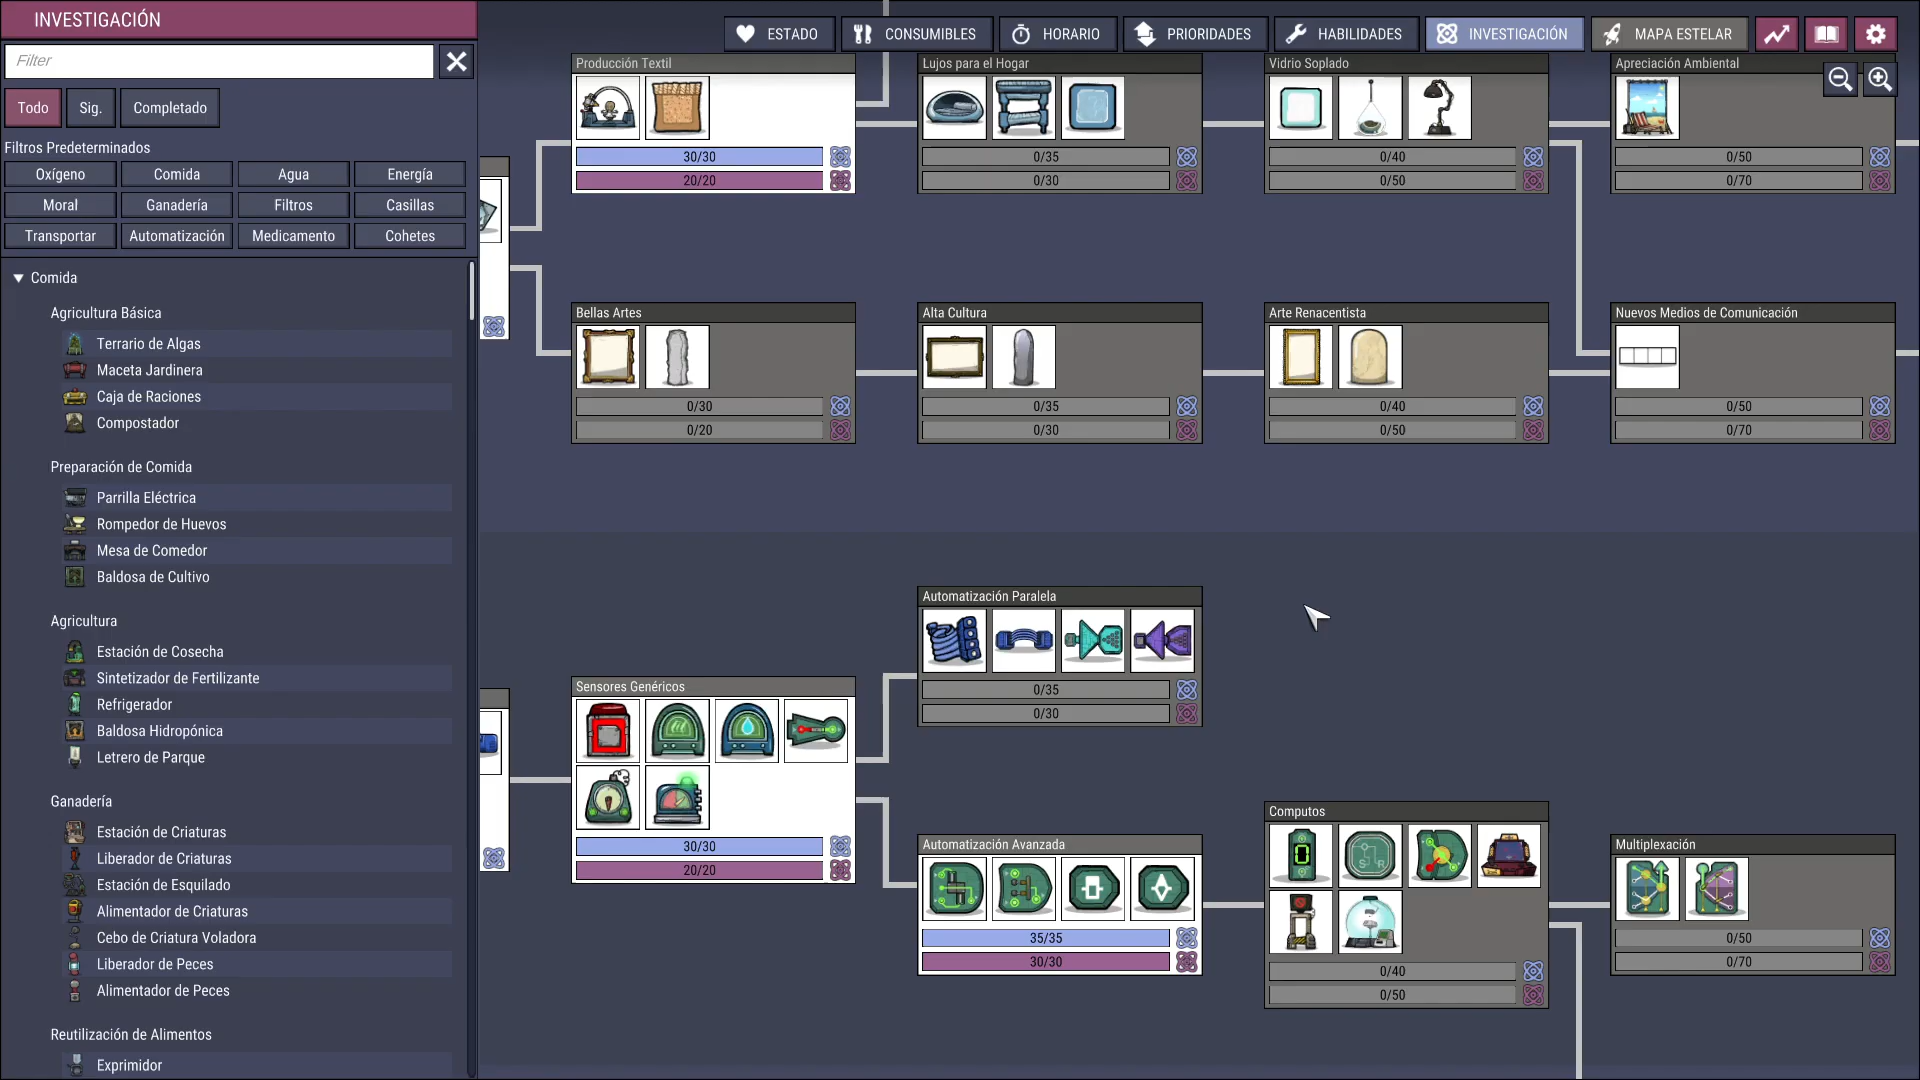 INVESTIGACIÓN
ESTADO
CONSUMIBLES
HORARIO
PRIORIDADES
HABILIDADES
INVESTIGACIÓN
MAPA ESTELAR
Filter
Todo
Sig.
Completado
Filtros Predeterminados
Oxígeno
Comida
Agua
Energía
Moral
Ganadería
Filtros
Casillas
Transportar
Automatización
Medicamento
Cohetes
Comida
Agricultura Básica
Terrario de Algas
Maceta Jardinera
Caja de Raciones
Compostador
Preparación de Comida
Parrilla Eléctrica
Rompedor de Huevos
Mesa de Comedor
Baldosa de Cultivo
Agricultura
Estación de Cosecha
Sintetizador de Fertilizante
Refrigerador
Baldosa Hidropónica
Letrero de Parque
Ganadería
Estación de Criaturas
Liberador de Criaturas
Estación de Esquilado
Alimentador de Criaturas
Cebo de Criatura Voladora
Liberador de Peces
Alimentador de Peces
Reutilización de Alimentos
Exprimidor
Producción Textil
30/30
20/20
Lujos para el Hogar
0/35
0/30
Vidrio Soplado
0/40
0/50
Apreciación Ambiental
0/50
0/70
Bellas Artes
0/30
0/20
Alta Cultura
0/35
0/30
Arte Renacentista
0/40
0/50
Nuevos Medios de Comunicación
0/50
0/70
Automatización Paralela
0/35
0/30
Sensores Genéricos
30/30
20/20
Automatización Avanzada
35/35
30/30
Computos
0/40
0/50
Multiplexación
0/50
0/70